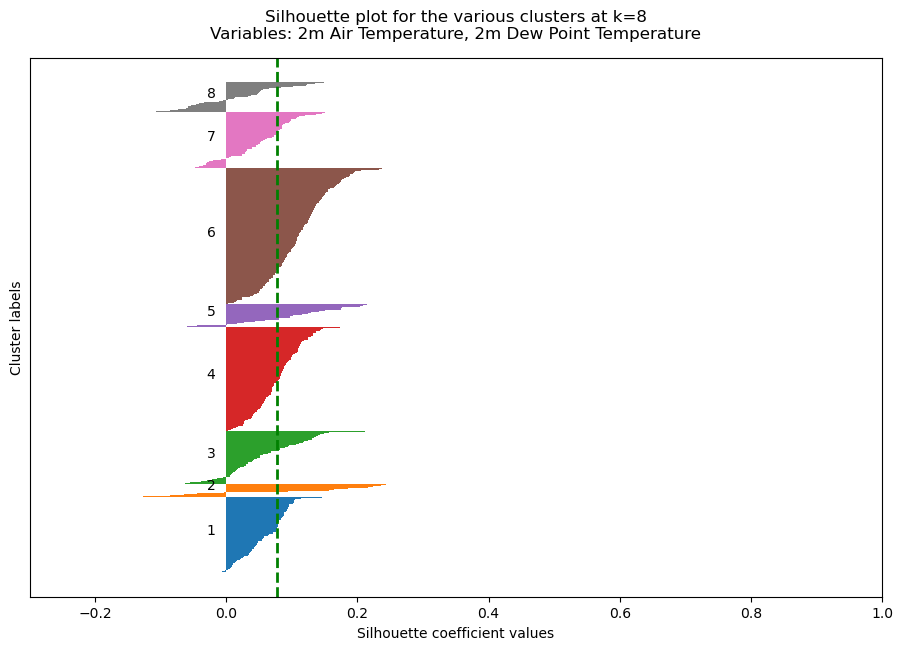 Silhouette plot for the various clusters at k=8
Variables: 2m Air Temperature, 2m Dew Point Temperature
8
7
6
5
4
3
2
1
Cluster labels
−0.2 0.0 0.2 0.4 0.6 0.8 1.0
Silhouette coefficient values